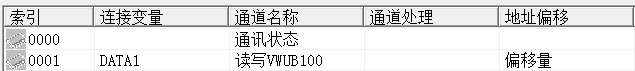 索引 连接变量 通道名称 通道处理 地址偏移
0000 通讯状态
0001 DATA1 读写VWUB100 偏移量